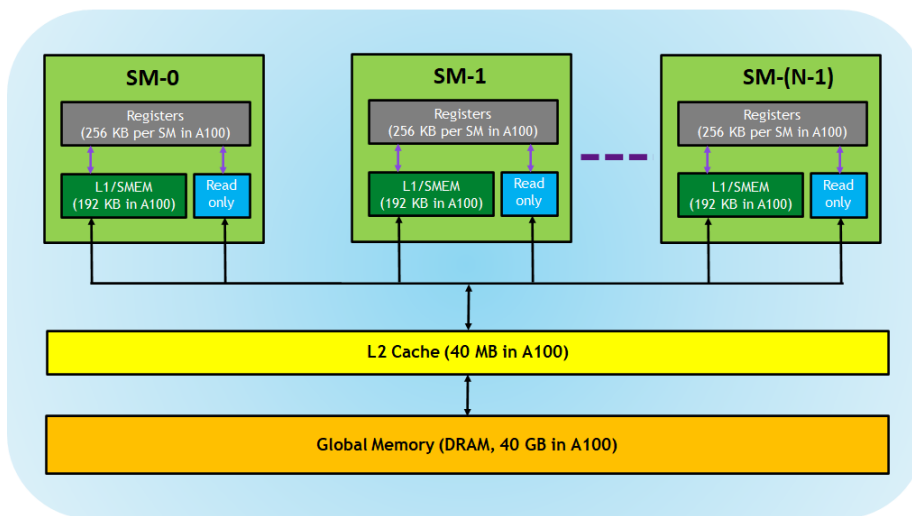 SM-0
Registers
(256 KB per SM in A100)
L1/SMEM
(192 KB in A100)
Read
only
SM-1
Registers
(256 KB per SM in A100)
L1/SMEM
(192 KB in A100)
Read
only
SM-(N-1)
Registers
(256 KB per SM in A100)
L1/SMEM
(192 KB in A100)
Read
only
L2 Cache (40 MB in A100)
Global Memory (DRAM, 40 GB in A100)